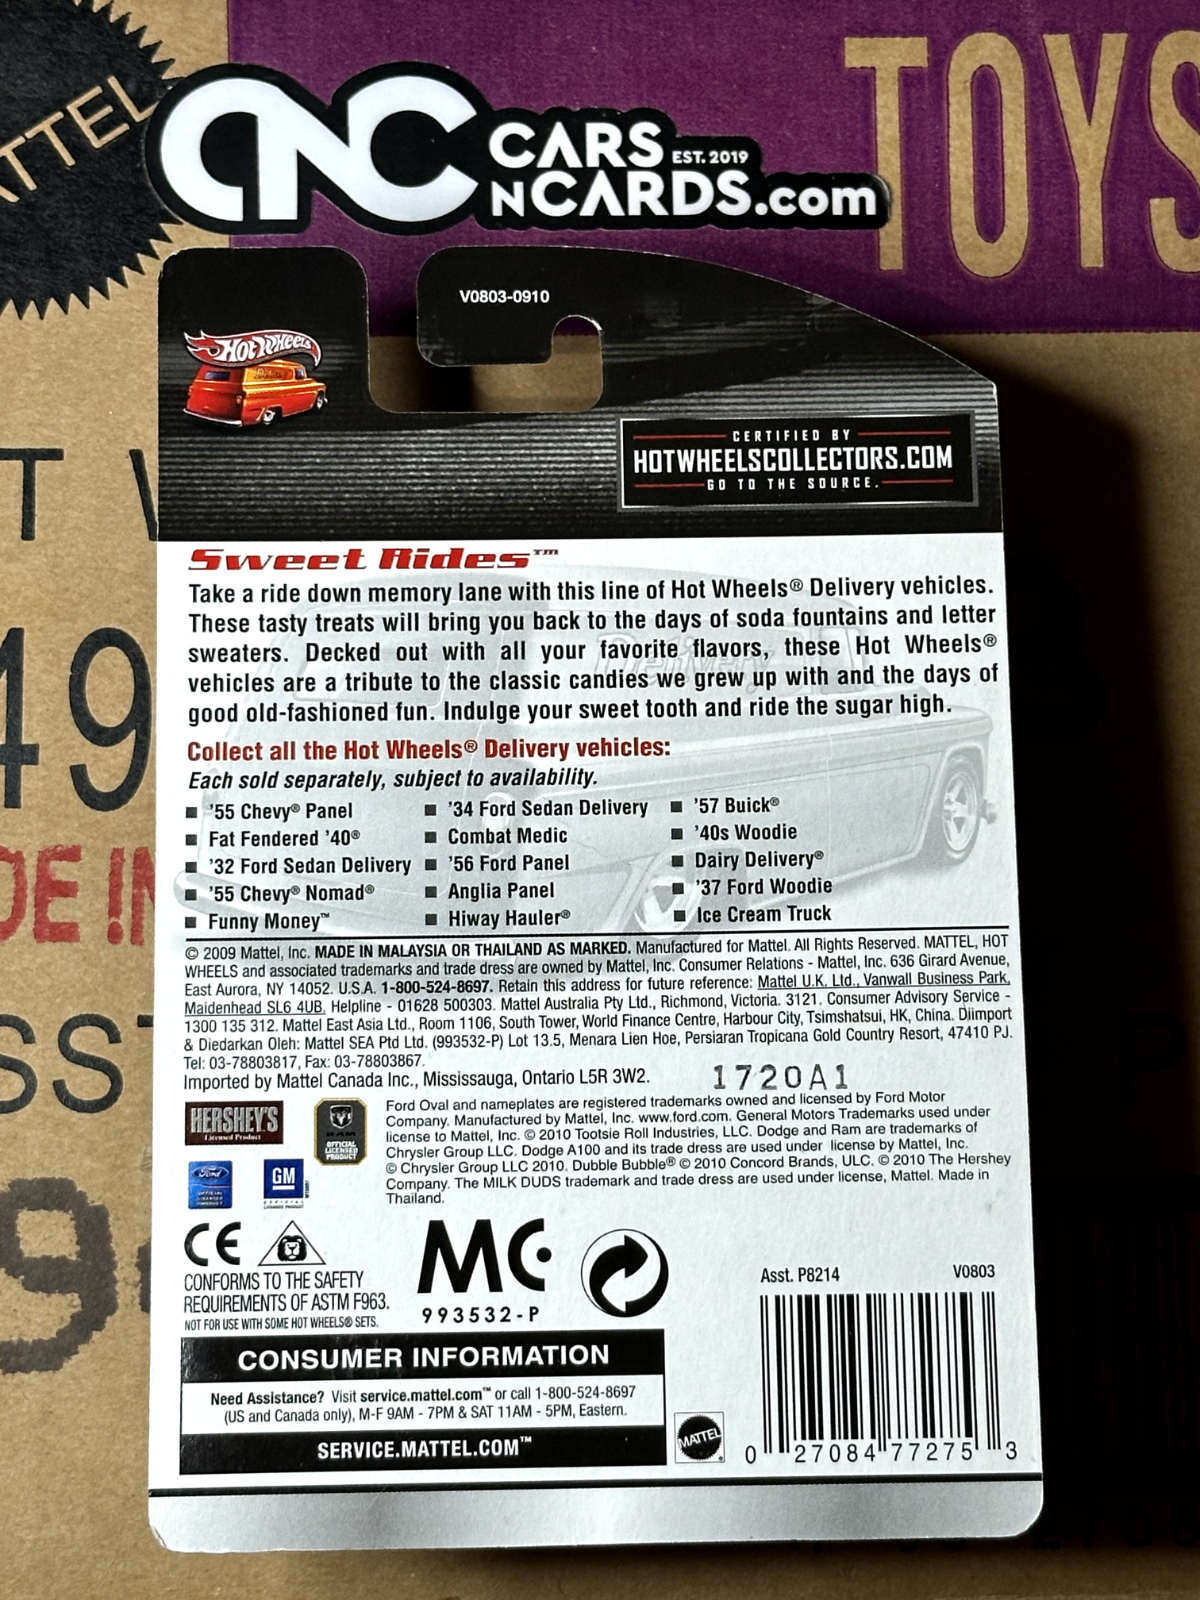 MATTEL
TOYS
CNC CARS
EST. 2019
NCARDS.com
V0803-0910
Hot Wheels
Delivery
CERTIFIED BY
HOTWHEELSCOLLECTORS.COM
GO TO THE SOURCE.
Sweet Rides™
Take a ride down memory lane with this line of Hot Wheels® Delivery vehicles.
These tasty treats will bring you back to the days of soda fountains and letter
sweaters. Decked out with all your favorite flavors, these Hot Wheels®
vehicles are a tribute to the classic candies we grew up with and the days of
good old-fashioned fun. Indulge your sweet tooth and ride the sugar high.
Collect all the Hot Wheels® Delivery vehicles:
Each sold separately, subject to availability.
■ '55 Chevy® Panel
■ Fat Fendered '40®
■ '32 Ford Sedan Delivery
■ '55 Chevy® Nomad®
■ Funny Money™
■ '34 Ford Sedan Delivery
■ Combat Medic
■ '56 Ford Panel
■ Anglia Panel
■ Hiway Hauler®
■ '57 Buick®
■ '40s Woodie
■ Dairy Delivery®
■ '37 Ford Woodie
■ Ice Cream Truck
© 2009 Mattel, Inc. MADE IN MALAYSIA OR THAILAND AS MARKED. Manufactured for Mattel. All Rights Reserved. MATTEL, HOT
WHEELS and associated trademarks and trade dress are owned by Mattel, Inc. Consumer Relations - Mattel, Inc. 636 Girard Avenue,
East Aurora, NY 14052. U.S.A. 1-800-524-8697. Retain this address for future reference: Mattel U.K. Ltd., Vanwall Business Park,
Maidenhead SL6 4UB. Helpline - 01628 500303. Mattel Australia Pty Ltd., Richmond, Victoria. 3121. Consumer Advisory Service -
1300 135 312. Mattel East Asia Ltd., Room 1106, South Tower, World Finance Centre, Harbour City, Tsimshatsui, HK, China. Diimport
& Diedarkan Oleh: Mattel SEA Ptd Ltd. (993532-P) Lot 13.5, Menara Lien Hoe, Persiaran Tropicana Gold Country Resort, 47410 PJ.
Tel: 03-78803817, Fax: 03-78803867.
Imported by Mattel Canada Inc., Mississauga, Ontario L5R 3W2.
1720A1
HERSHEY'S
Licensed Product
OFFICIAL
LICENSED
PRODUCT
Ford
OFFICIAL
LICENSED
PRODUCT
GM
OFFICIAL
LICENSED PRODUCT
Ford Oval and nameplates are registered trademarks owned and licensed by Ford Motor
Company. Manufactured by Mattel, Inc. www.ford.com. General Motors Trademarks used under
license to Mattel, Inc. © 2010 Tootsie Roll Industries, LLC. Dodge and Ram are trademarks of
Chrysler Group LLC. Dodge A100 and its trade dress are used under license by Mattel, Inc.
© Chrysler Group LLC 2010. Dubble Bubble® © 2010 Concord Brands, ULC. © 2010 The Hershey
Company. The MILK DUDS trademark and trade dress are used under license, Mattel. Made in
Thailand.
CE
CONFORMS TO THE SAFETY
REQUIREMENTS OF ASTM F963.
NOT FOR USE WITH SOME HOT WHEELS® SETS.
MC
993532-P
Asst. P8214
V0803
CONSUMER INFORMATION
Need Assistance? Visit service.mattel.com™ or call 1-800-524-8697
(US and Canada only), M-F 9AM - 7PM & SAT 11AM - 5PM, Eastern.
SERVICE.MATTEL.COM™
MATTEL
0 27084 77275 3